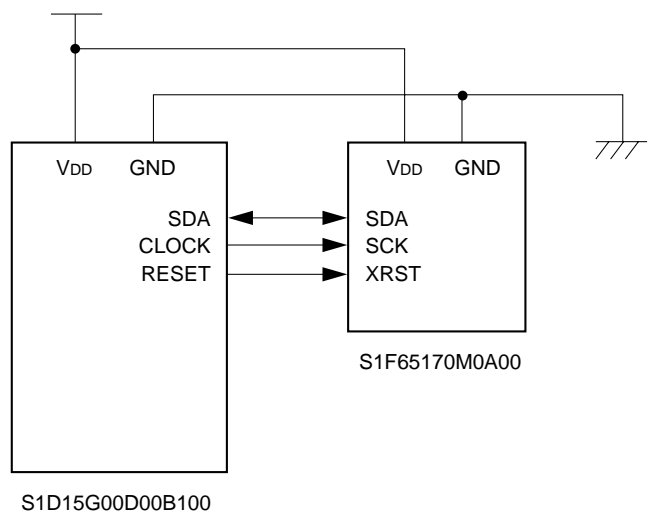 VDD GND
VDD GND
SDA
CLOCK
RESET
SDA
SCK
XRST
S1F65170M0A00
S1D15G00D00B100